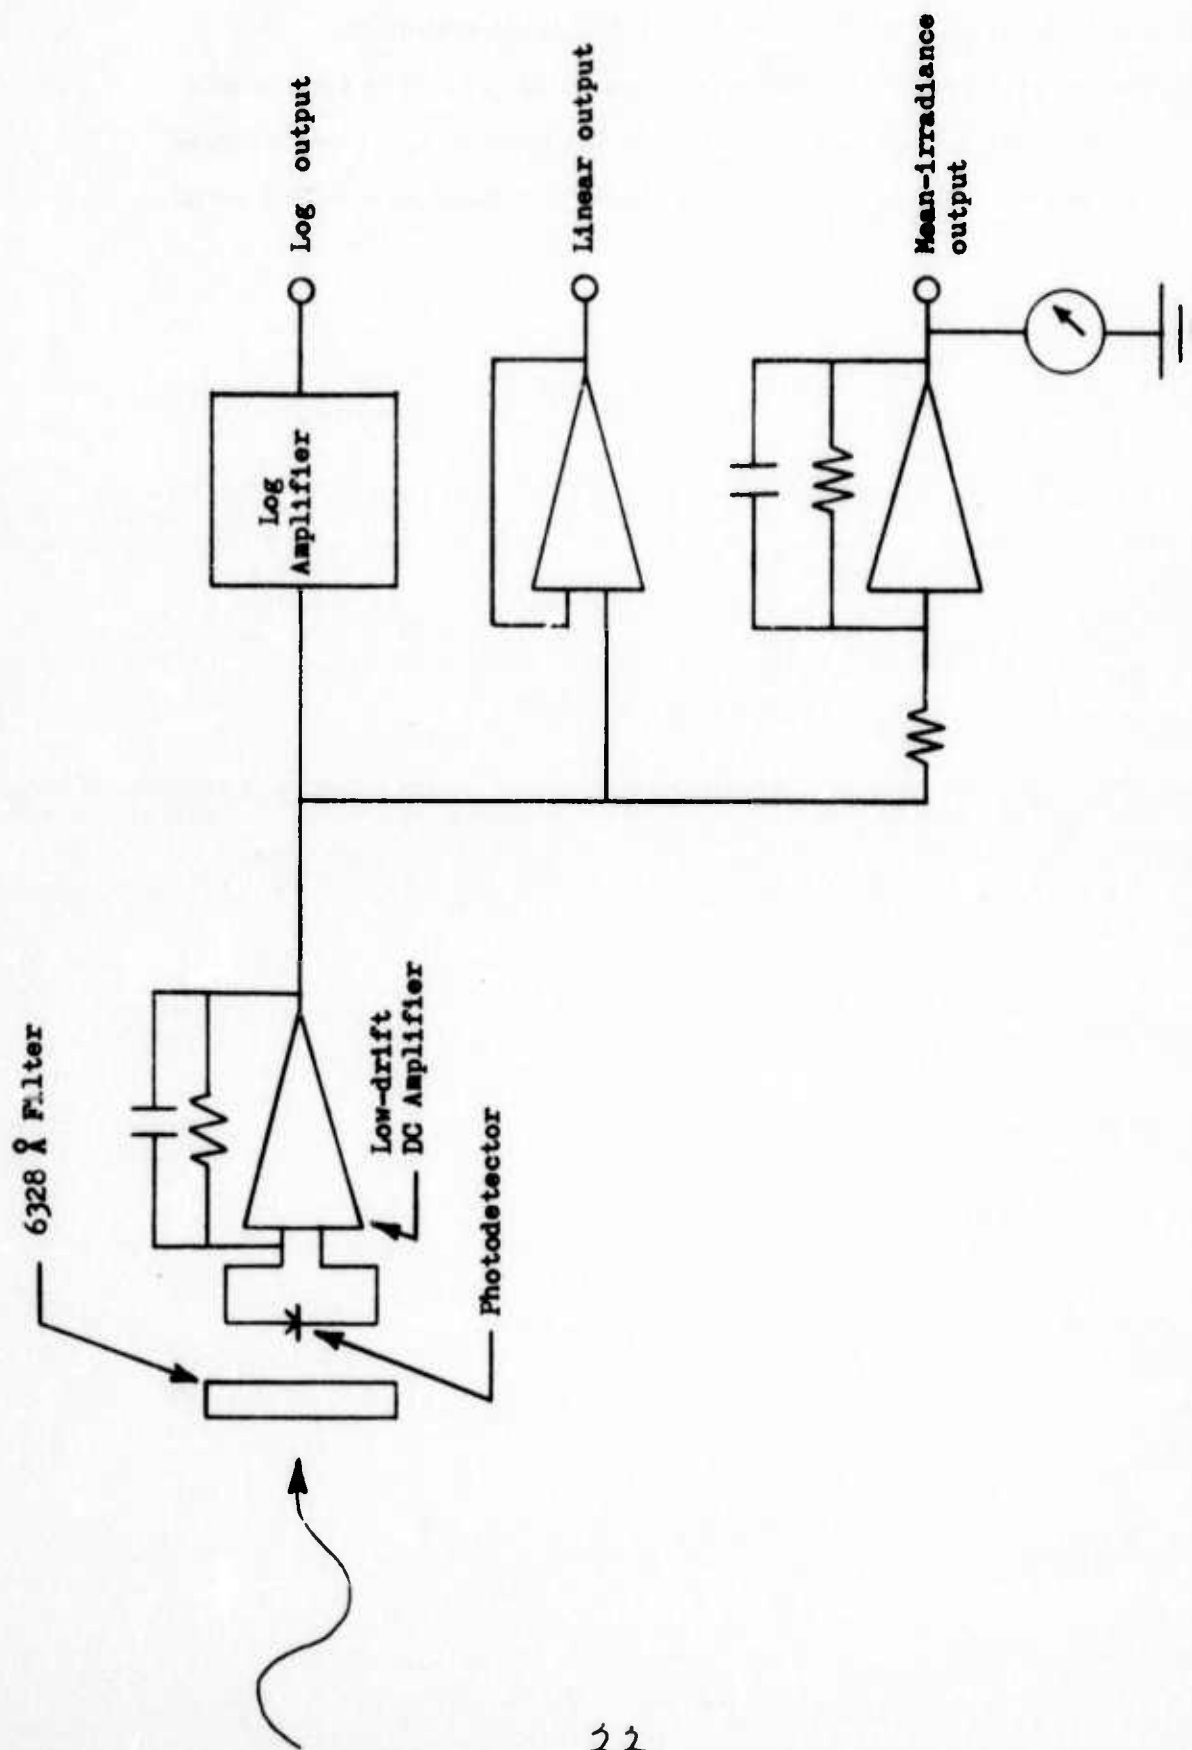 6328 Å Filter
Low-drift
DC Amplifier
Photodetector
Log
Amplifier
Log output
Linear output
Mean-irradiance
output
22